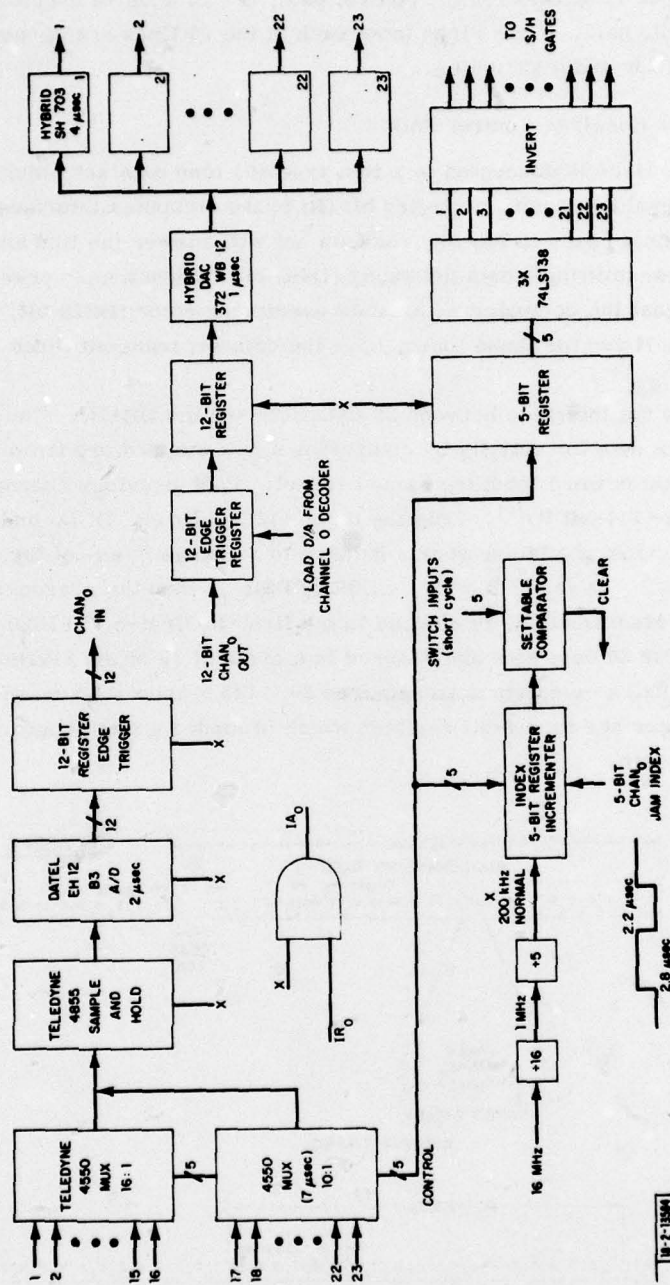 1
2
15
16
TELEDYNE
4550
MUX
16:1
17
18
22
23
4550
MUX
(7 µsec)
10:1
5
5
CONTROL
TELEDYNE
4855
SAMPLE
AND
HOLD
X
DATEL
EH 12
B3
A/D
2 µsec
X
12
12-BIT
REGISTER
EDGE
TRIGGER
X
12
CHAN0
IN
X
IR0
IA0
12-BIT
CHAN0
OUT
12-BIT
EDGE
TRIGGER
REGISTER
LOAD D/A FROM
CHANNEL 0 DECODER
12-BIT
REGISTER
X
HYBRID
DAC
372 WB 12
1 µsec
HYBRID
SH 703
4 µsec
1
1
2
2
22
22
23
23
16 MHz
÷16
1 MHz
÷5
X
200 kHz
NORMAL
5
INDEX
5-BIT REGISTER
INCREMENTER
5-BIT
CHAN0
JAM INDEX
SWITCH INPUTS
(short cycle)
SETTABLE
COMPARATOR
CLEAR
5-BIT
REGISTER
5
3X
74LS138
1
2
3
21
22
23
INVERT
TO
S/H
GATES
2.8 µsec
2.2 µsec